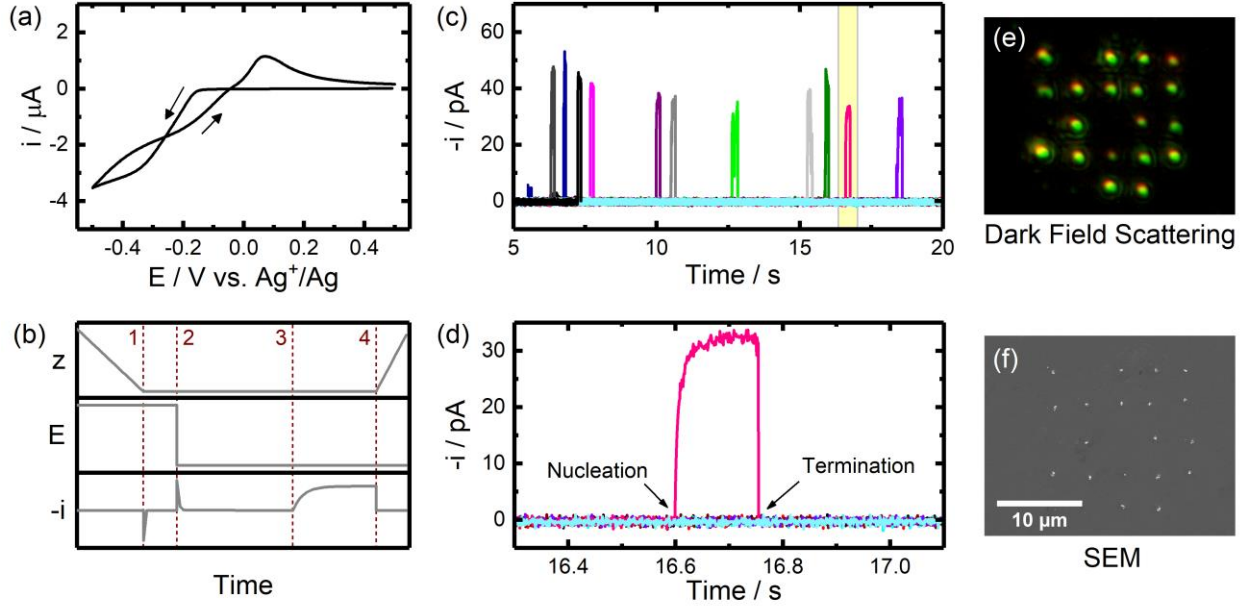 (a)
2
0
-2
-4
i / μA
-0.4 -0.2 0.0 0.2 0.4
E / V vs. Ag⁺/Ag
(b)
1 2 3 4
z
E
-i
Time
(c)
60
40
20
0
-i / pA
5 10 15 20
Time / s
(d)
30
20
10
0
-i / pA
Nucleation
Termination
16.4 16.6 16.8 17.0
Time / s
(e)
Dark Field Scattering
(f)
10 μm
SEM